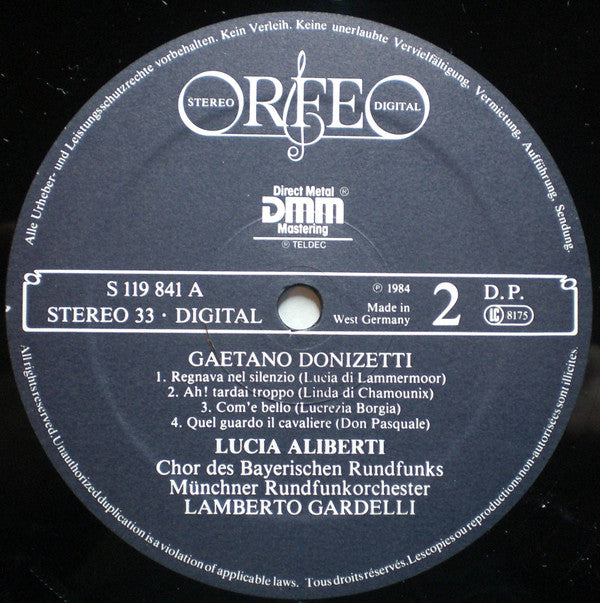 Alle Urheber- und Leistungsschutzrechte vorbehalten. Kein Verleih. Keine unerlaubte Vervielfältigung, Vermietung, Aufführung, Sendung.
STEREO ORFEO DIGITAL
Direct Metal ®
DMM
Mastering
® TELDEC
S 119 841 A
STEREO 33 · DIGITAL
℗ 1984
Made in
West Germany
2
D.P.
LC 8175
GAETANO DONIZETTI
1. Regnava nel silenzio (Lucia di Lammermoor)
2. Ah! tardai troppo (Linda di Chamounix)
3. Com'e bello (Lucrezia Borgia)
4. Quel guardo il cavaliere (Don Pasquale)
LUCIA ALIBERTI
Chor des Bayerischen Rundfunks
Münchner Rundfunkorchester
LAMBERTO GARDELLI
All rights reserved. Unauthorized duplication is a violation of applicable laws. Tous droits réservés. Les copies ou reproductions non autorisées sont illicites.